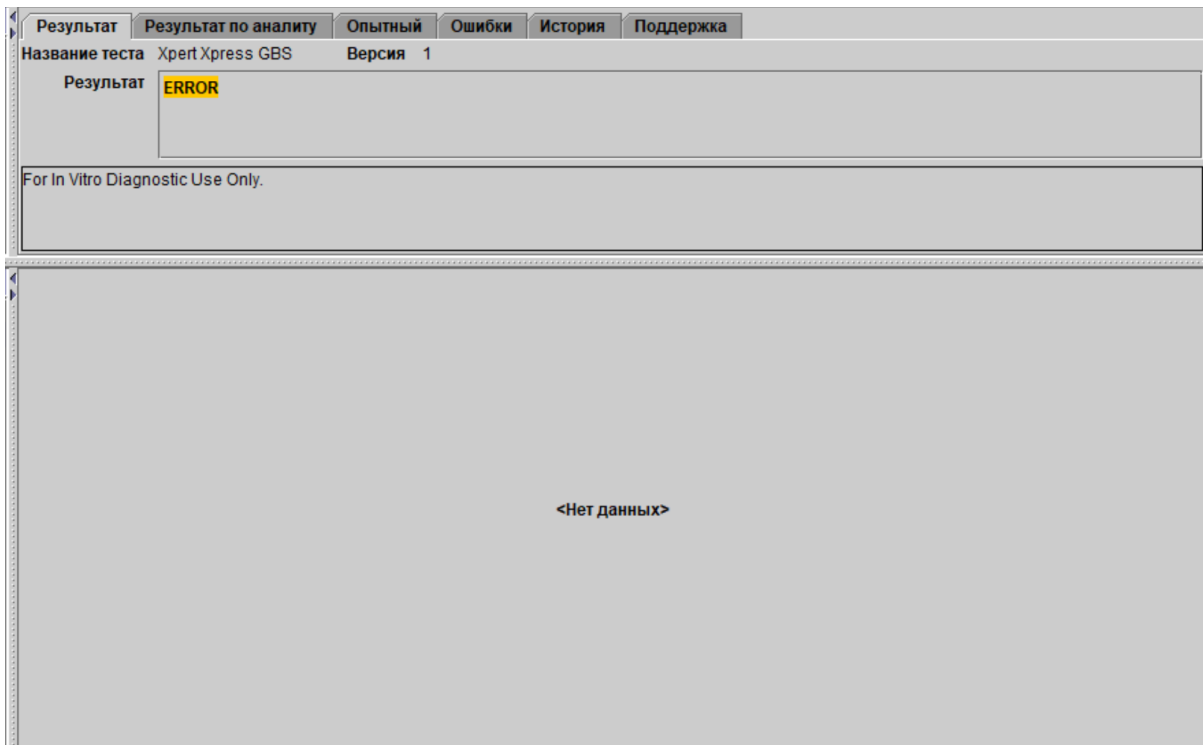 Результат Результат по аналиту Опытный Ошибки История Поддержка
Название теста Xpert Xpress GBS Версия 1
Результат ERROR
For In Vitro Diagnostic Use Only.
<Нет данных>